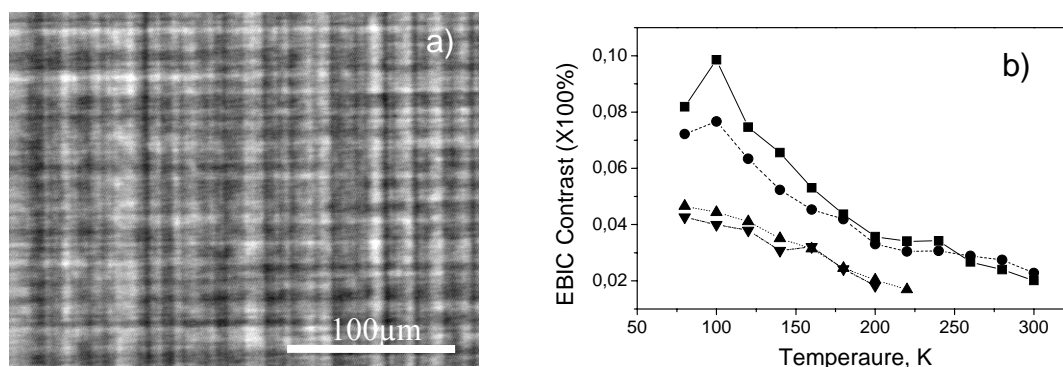 a)
100µm
b)
EBIC Contrast (X100%)
0,10
0,08
0,06
0,04
0,02
50 100 150 200 250 300
Temperaure, K